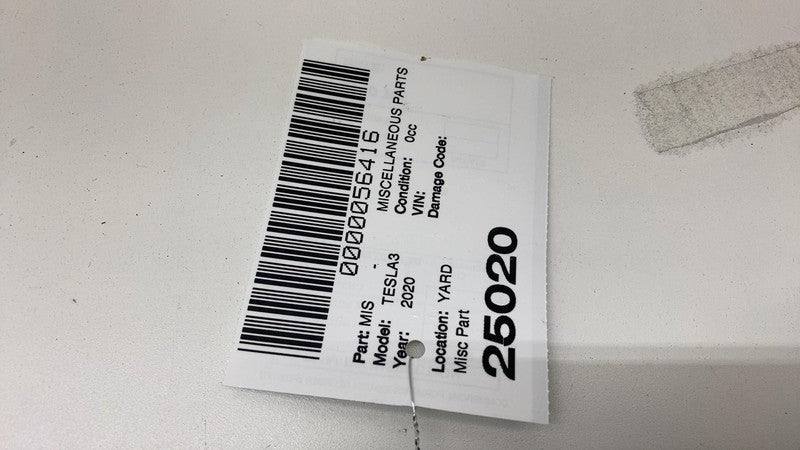 0000056416
Part: MIS - MISCELLANEOUS PARTS
Model: TESLA3 Condition: 0cc
Year: 2020 VIN:
Damage Code:
Location: YARD
Misc Part
25020